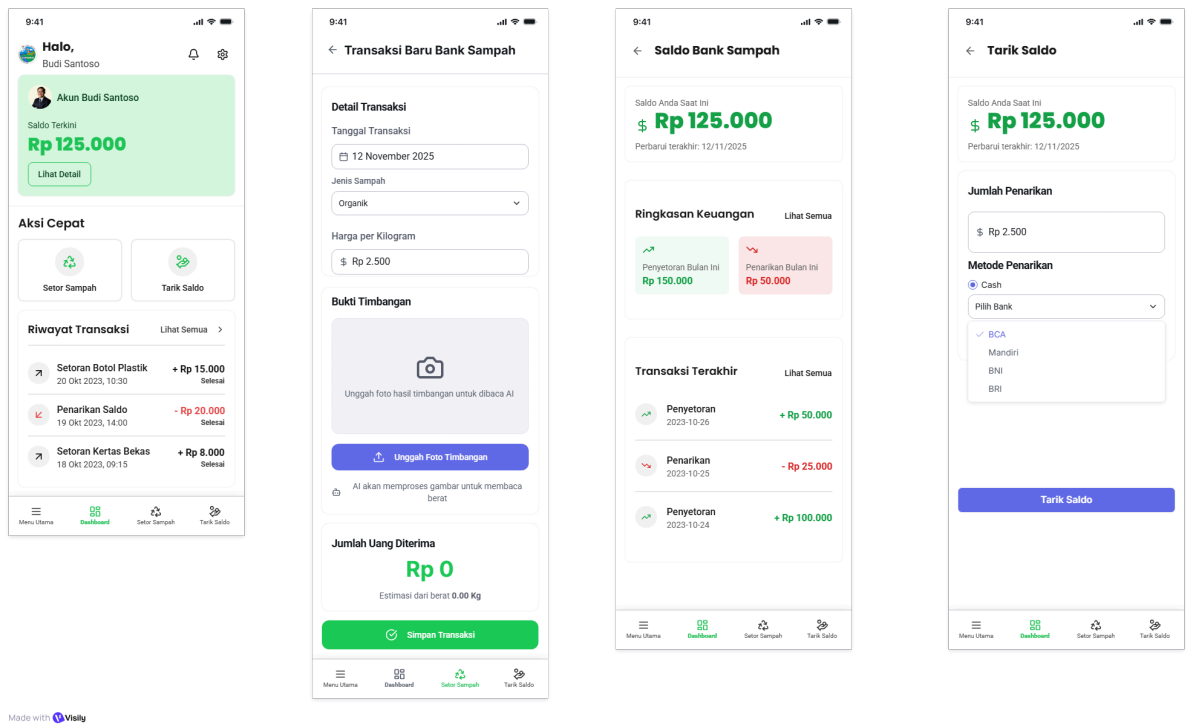 9:41
Halo,
Budi Santoso
Akun Budi Santoso
Saldo Terkini
Rp 125.000
Lihat Detail
Aksi Cepat
Setor Sampah
Tarik Saldo
Riwayat Transaksi
Lihat Semua
Setoran Botol Plastik
+ Rp 15.000
20 Okt 2023, 10:30
Selesai
Penarikan Saldo
- Rp 20.000
19 Okt 2023, 14:00
Selesai
Setoran Kertas Bekas
+ Rp 8.000
18 Okt 2023, 09:15
Selesai
Menu Utama
Dashboard
Setor Sampah
Tarik Saldo
9:41
Transaksi Baru Bank Sampah
Detail Transaksi
Tanggal Transaksi
12 November 2025
Jenis Sampah
Organik
Harga per Kilogram
$ Rp 2.500
Bukti Timbangan
Unggah foto hasil timbangan untuk dibaca AI
Unggah Foto Timbangan
AI akan memproses gambar untuk membaca
berat
Jumlah Uang Diterima
Rp 0
Estimasi dari berat 0.00 Kg
Simpan Transaksi
Menu Utama
Dashboard
Setor Sampah
Tarik Saldo
9:41
Saldo Bank Sampah
Saldo Anda Saat Ini
$ Rp 125.000
Perbarui terakhir: 12/11/2025
Ringkasan Keuangan
Lihat Semua
Penyetoran Bulan Ini
Rp 150.000
Penarikan Bulan Ini
Rp 50.000
Transaksi Terakhir
Lihat Semua
Penyetoran
2023-10-26
+ Rp 50.000
Penarikan
2023-10-25
- Rp 25.000
Penyetoran
2023-10-24
+ Rp 100.000
Menu Utama
Dashboard
Setor Sampah
Tarik Saldo
9:41
Tarik Saldo
Saldo Anda Saat Ini
$ Rp 125.000
Perbarui terakhir: 12/11/2025
Jumlah Penarikan
$ Rp 2.500
Metode Penarikan
Cash
Pilih Bank
BCA
Mandiri
BNI
BRI
Tarik Saldo
Menu Utama
Dashboard
Setor Sampah
Tarik Saldo
Made with Visily